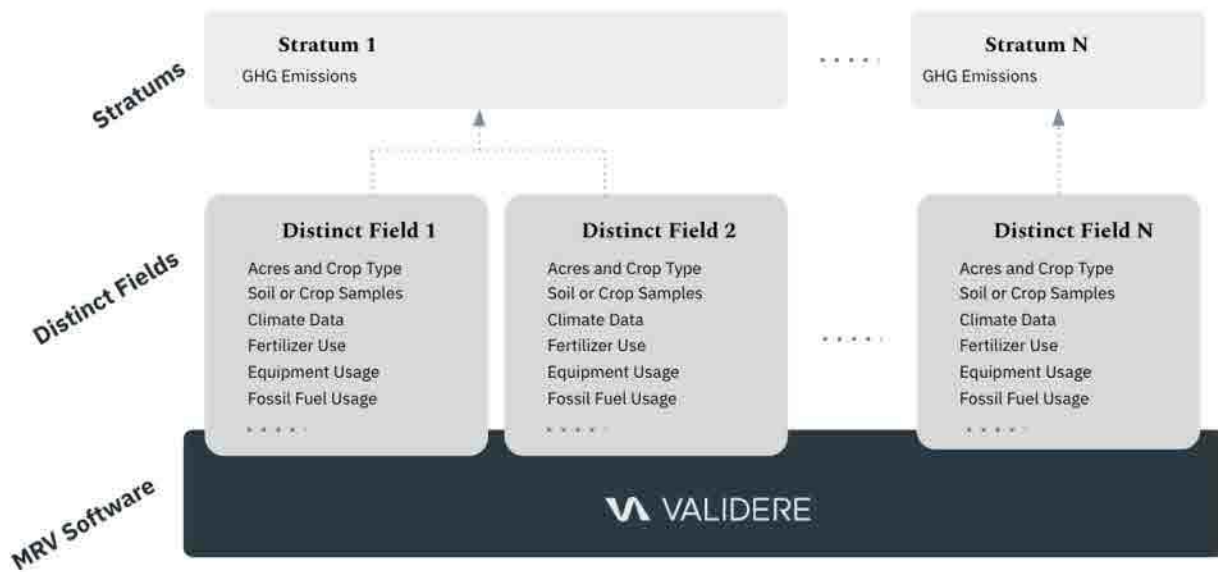 Stratums
Stratum 1
GHG Emissions
Stratum N
GHG Emissions
Distinct Fields
Distinct Field 1
Acres and Crop Type
Soil or Crop Samples
Climate Data
Fertilizer Use
Equipment Usage
Fossil Fuel Usage
Distinct Field 2
Acres and Crop Type
Soil or Crop Samples
Climate Data
Fertilizer Use
Equipment Usage
Fossil Fuel Usage
Distinct Field N
Acres and Crop Type
Soil or Crop Samples
Climate Data
Fertilizer Use
Equipment Usage
Fossil Fuel Usage
MRV Software
VALIDERE